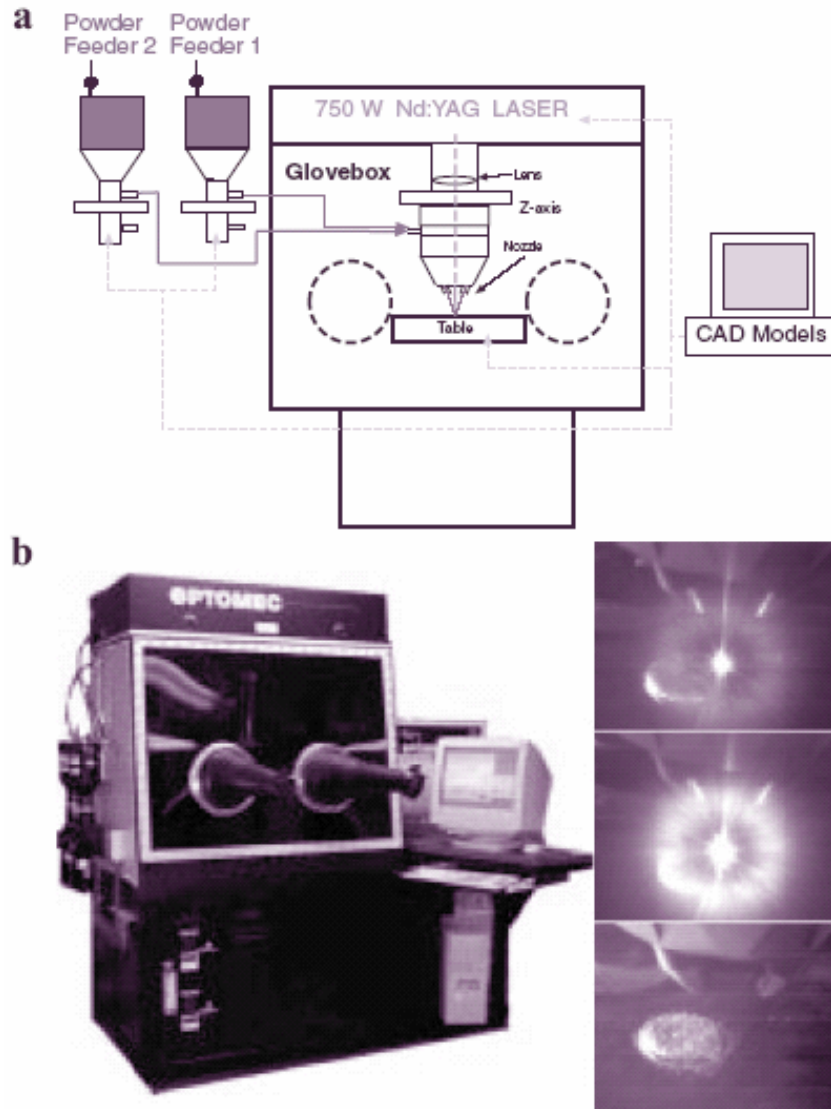 a
Powder
Feeder 2
Powder
Feeder 1
750 W Nd:YAG LASER
Glovebox
Lens
Z-axis
Nozzle
Table
CAD Models
b
OPTOMEC